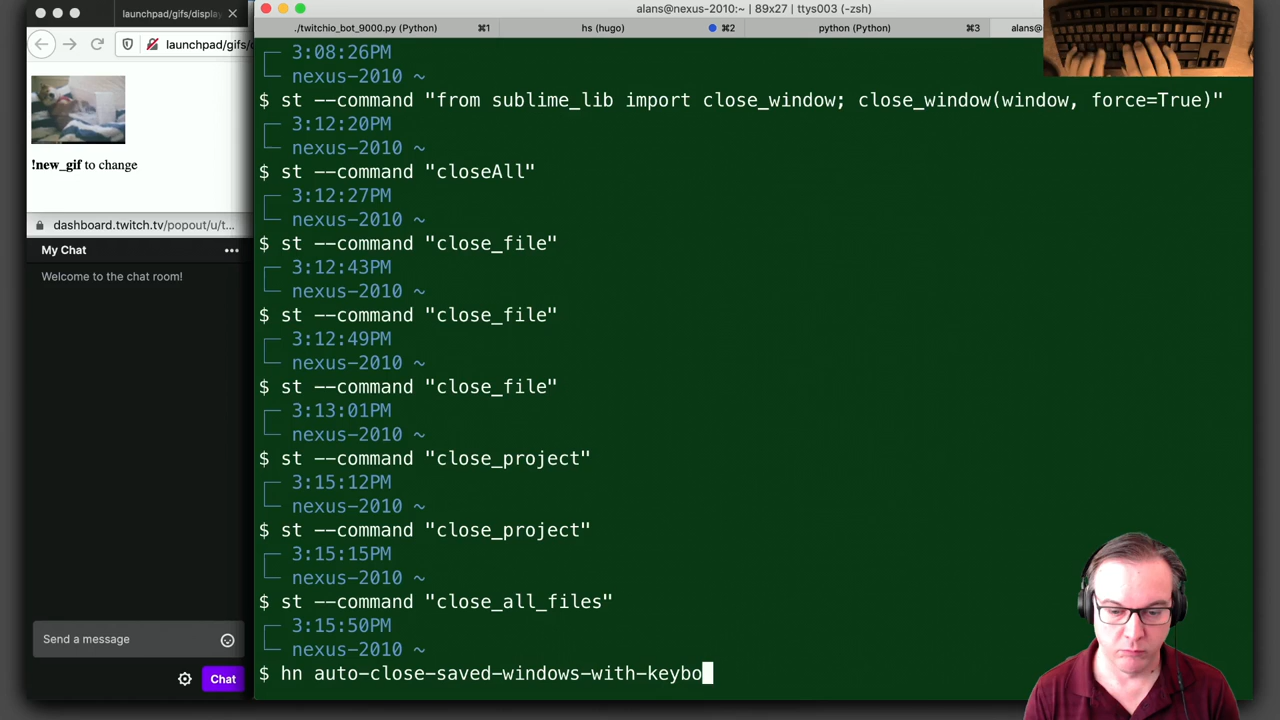 launchpad/gifs/display
launchpad/gifs/
!new_gif to change
dashboard.twitch.tv/popout/u/t...
My Chat
Welcome to the chat room!
Send a message
Chat
alans@nexus-2010:~ | 89x27 | ttys003 (-zsh)
./twitchio_bot_9000.py (Python) ⌘1
hs (hugo) ⌘2
python (Python) ⌘3
alans@
3:08:26PM
nexus-2010 ~
$ st --command "from sublime_lib import close_window; close_window(window, force=True)"
3:12:20PM
nexus-2010 ~
$ st --command "closeAll"
3:12:27PM
nexus-2010 ~
$ st --command "close_file"
3:12:43PM
nexus-2010 ~
$ st --command "close_file"
3:12:49PM
nexus-2010 ~
$ st --command "close_file"
3:13:01PM
nexus-2010 ~
$ st --command "close_project"
3:15:12PM
nexus-2010 ~
$ st --command "close_project"
3:15:15PM
nexus-2010 ~
$ st --command "close_all_files"
3:15:50PM
nexus-2010 ~
$ hn auto-close-saved-windows-with-keybo